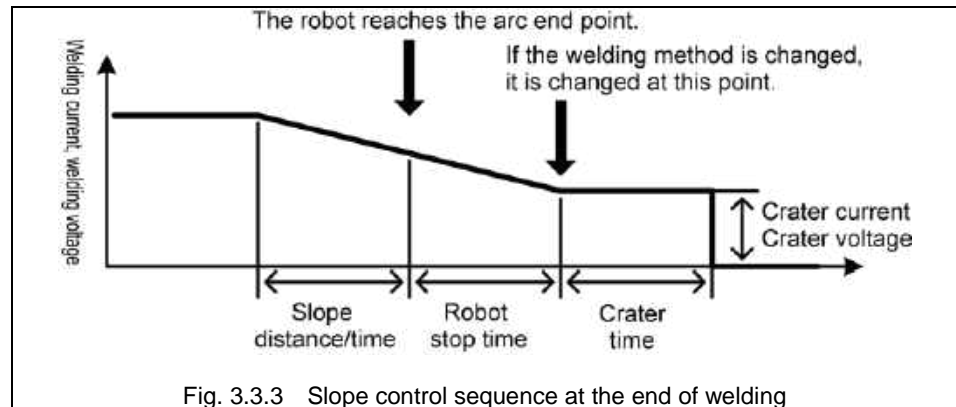 The robot reaches the arc end point.
If the welding method is changed,
it is changed at this point.
Welding current, welding voltage
Crater current
Crater voltage
Slope
distance/time
Robot
stop time
Crater
time
Fig. 3.3.3 Slope control sequence at the end of welding